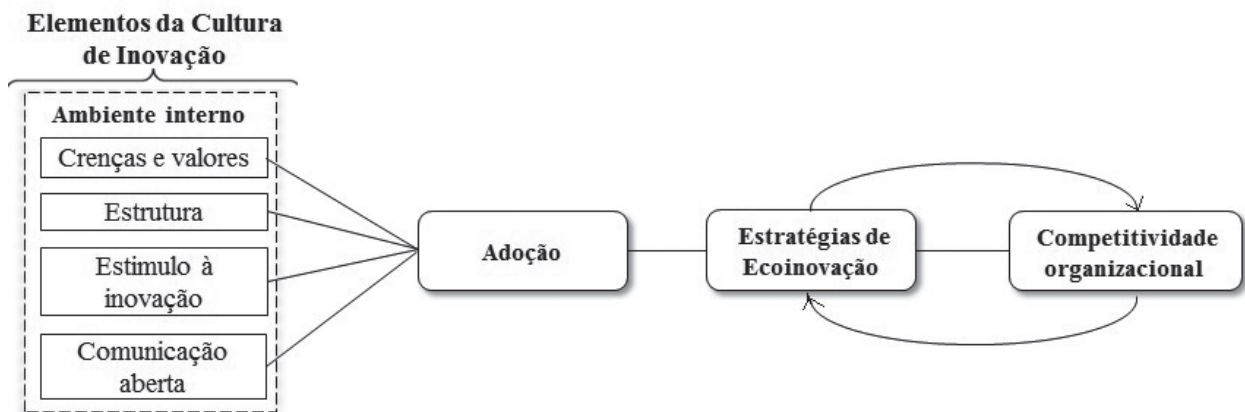 Elementos da Cultura
de Inovação
Ambiente interno
Crenças e valores
Estrutura
Estimulo à
inovação
Comunicação
aberta
Adoção
Estratégias de
Ecoinovação
Competitividade
organizacional